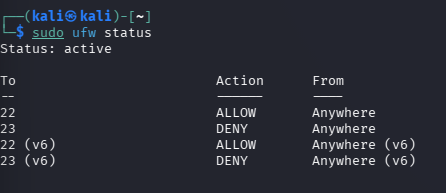 ┌──(kali㉿kali)-[~]
└─$ sudo ufw status
Status: active
To                         Action      From
--                         ------      ----
22                         ALLOW       Anywhere
23                         DENY        Anywhere
22 (v6)                    ALLOW       Anywhere (v6)
23 (v6)                    DENY        Anywhere (v6)